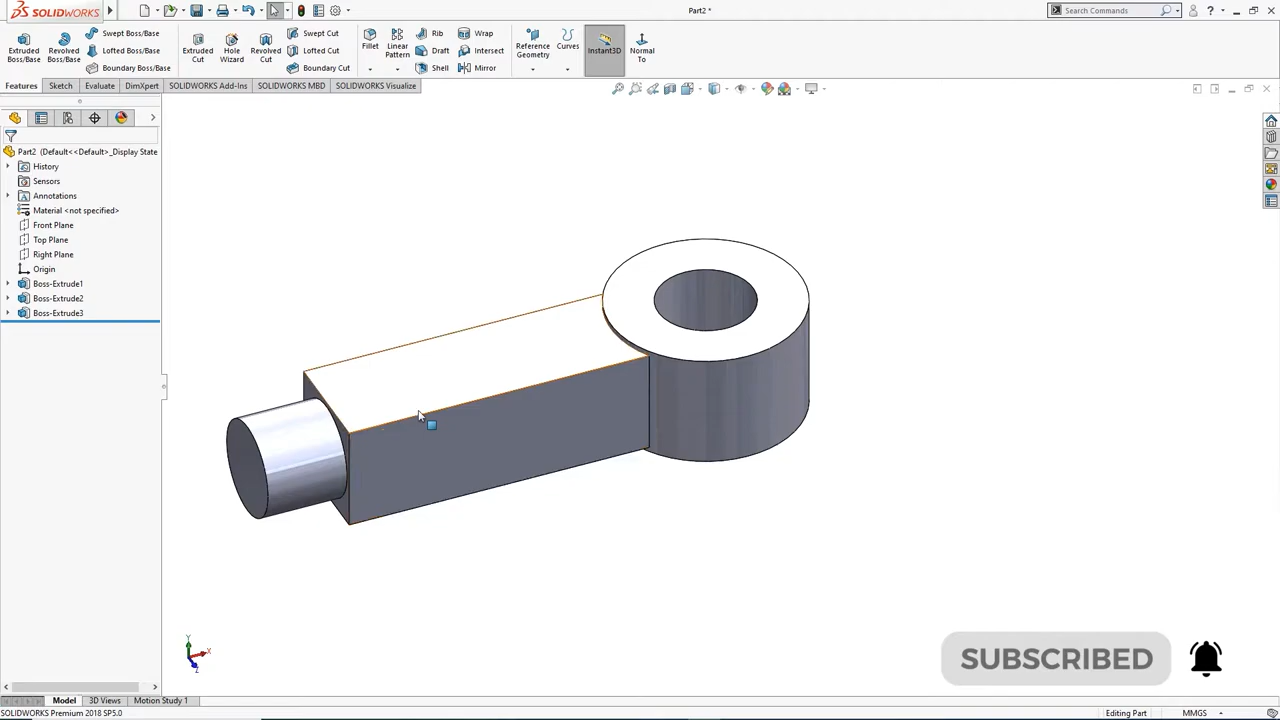 SOLIDWORKS
Part2 *
Search Commands
Extruded Boss/Base
Revolved Boss/Base
Swept Boss/Base
Lofted Boss/Base
Boundary Boss/Base
Extruded Cut
Hole Wizard
Revolved Cut
Swept Cut
Lofted Cut
Boundary Cut
Fillet
Linear Pattern
Rib
Draft
Shell
Wrap
Intersect
Mirror
Reference Geometry
Curves
Instant3D
Normal To
Features
Sketch
Evaluate
DimXpert
SOLIDWORKS Add-Ins
SOLIDWORKS MBD
SOLIDWORKS Visualize
Part2 (Default<<Default>_Display State
History
Sensors
Annotations
Material <not specified>
Front Plane
Top Plane
Right Plane
Origin
Boss-Extrude1
Boss-Extrude2
Boss-Extrude3
Y
X
Z
SUBSCRIBED
Model
3D Views
Motion Study 1
SOLIDWORKS Premium 2018 SP5.0
Editing Part
MMGS